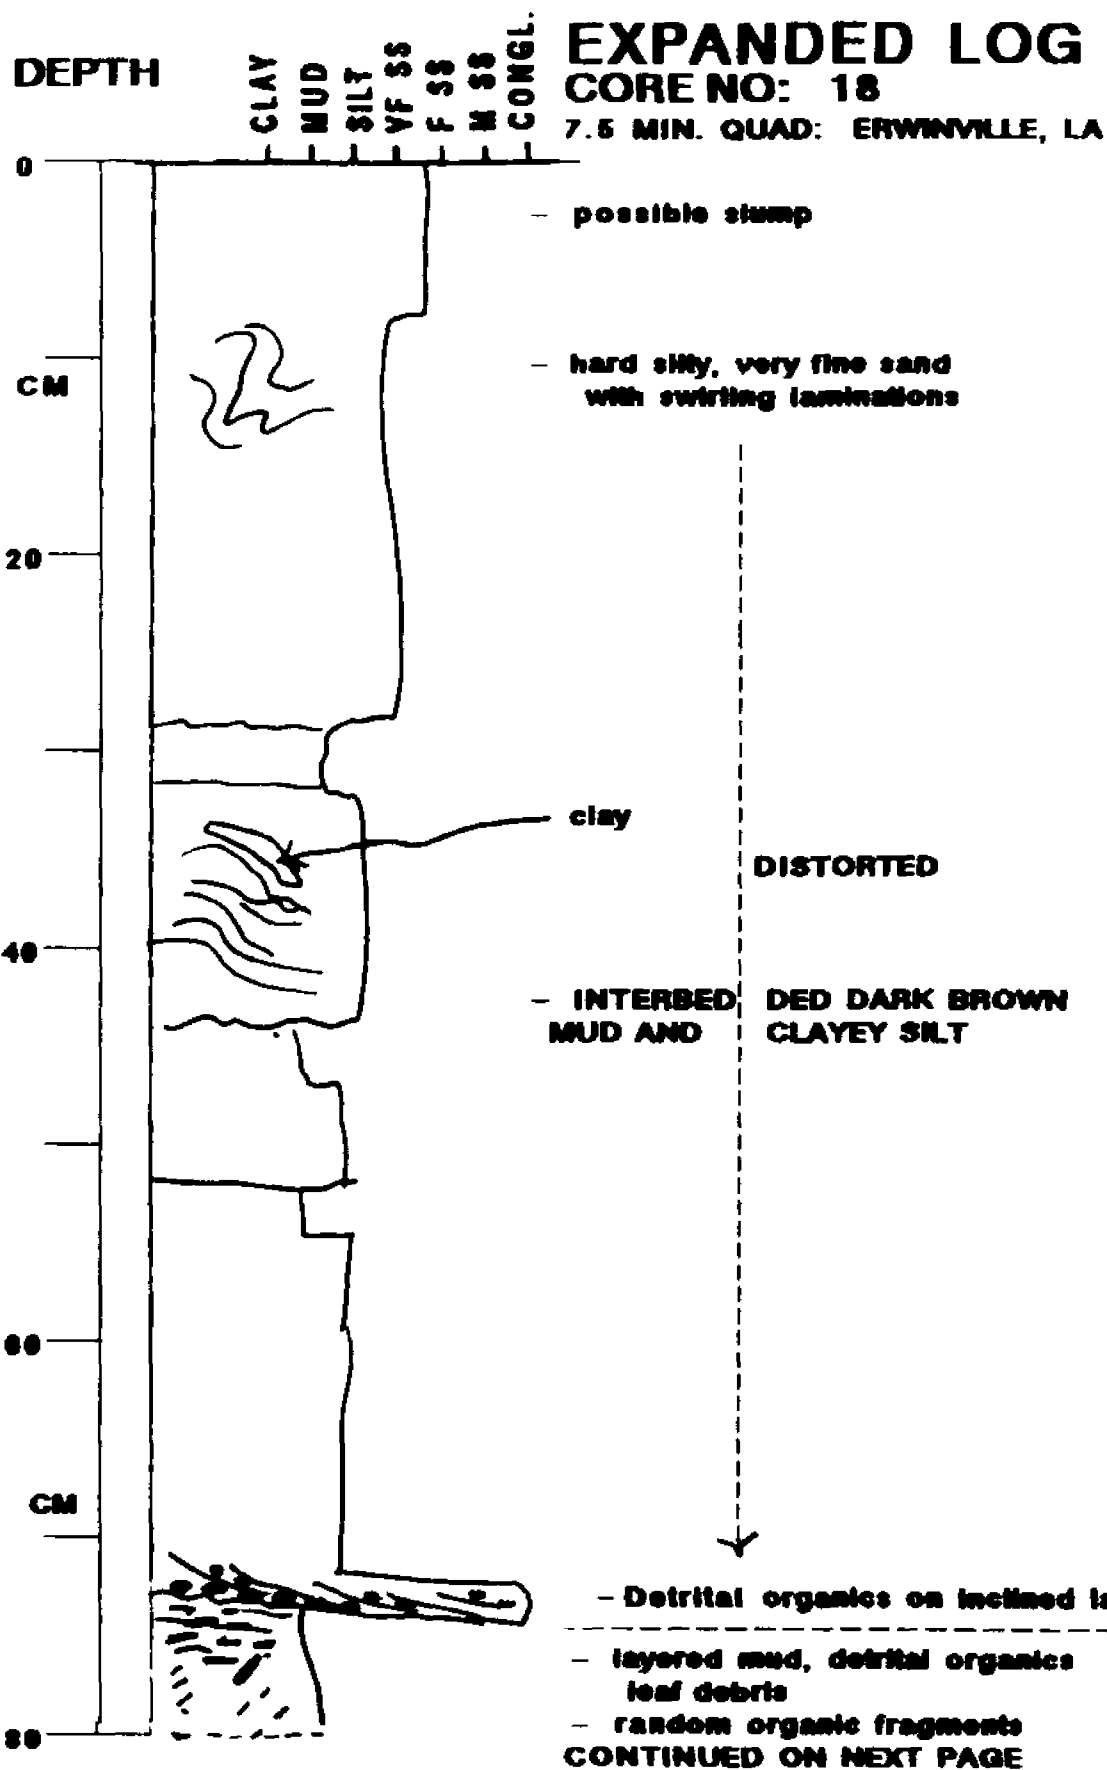 EXPANDED LOG
CORE NO: 18
7.5 MIN. QUAD: ERWINVILLE, LA
DEPTH
CLAY
MUD
SILT
VF SS
F SS
M SS
CONGL.
0
- possible slump
- hard silty, very fine sand
with swirling laminations
CM
20
clay
DISTORTED
40
- INTERBEDDED DARK BROWN
MUD AND CLAYEY SILT
60
CM
- Detrital organics on inclined
- layered mud, detrital organics
leaf debris
- random organic fragments
80
CONTINUED ON NEXT PAGE